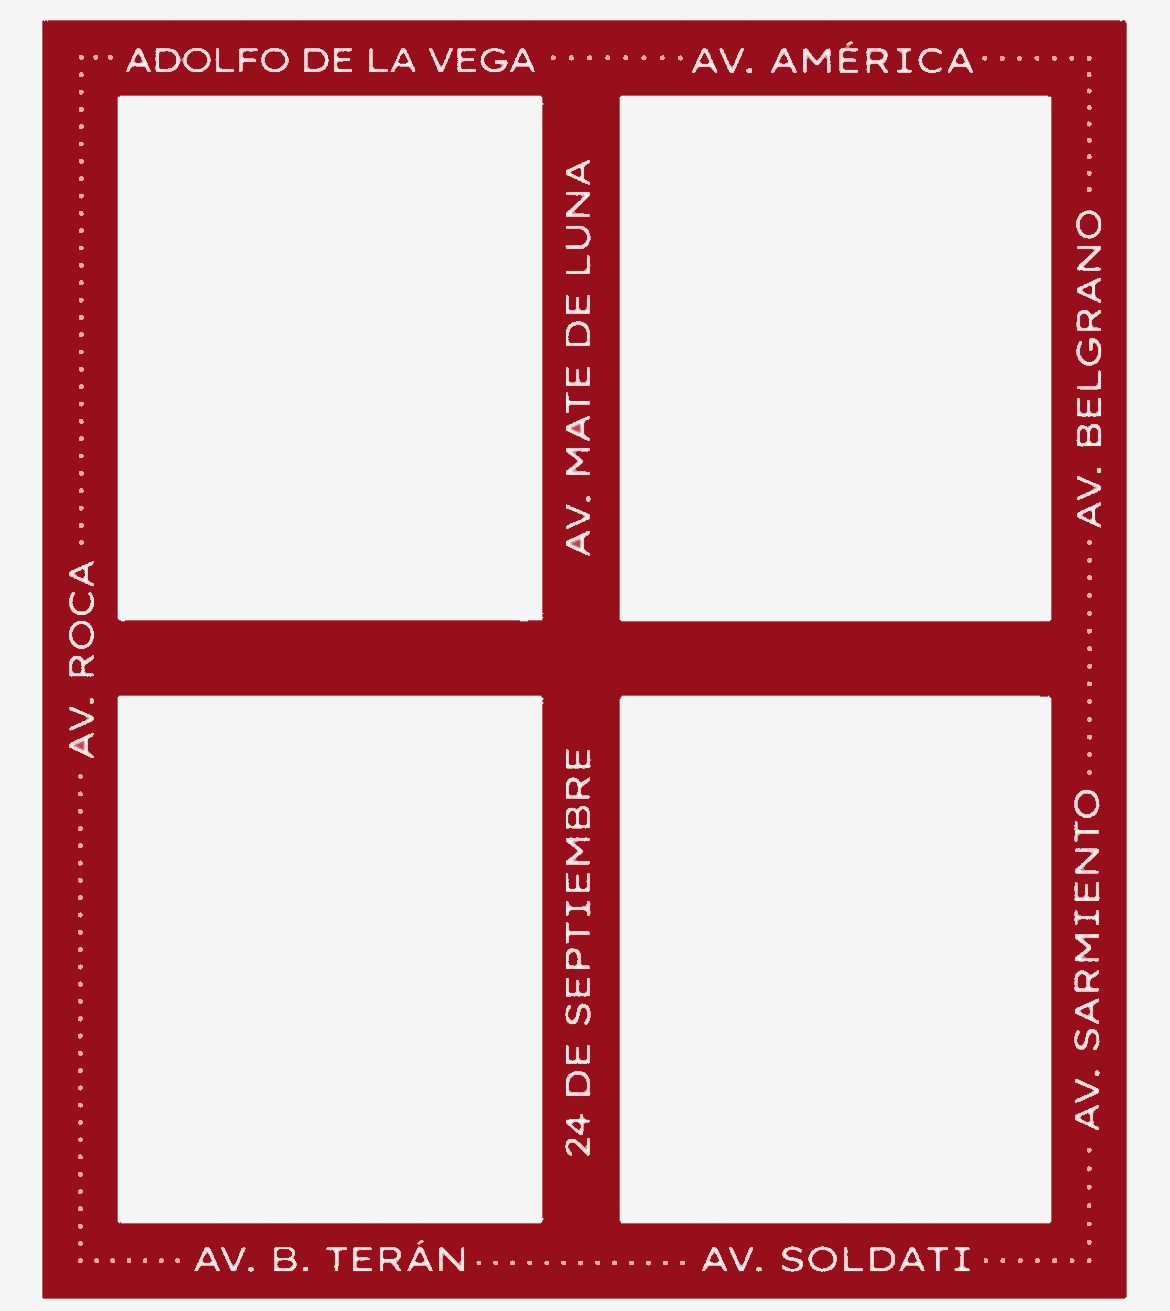 ADOLFO DE LA VEGA
AV. AMÉRICA
AV. MATE DE LUNA
AV. BELGRANO
AV. ROCA
24 DE SEPTIEMBRE
AV. SARMIENTO
AV. B. TERÁN
AV. SOLDATI